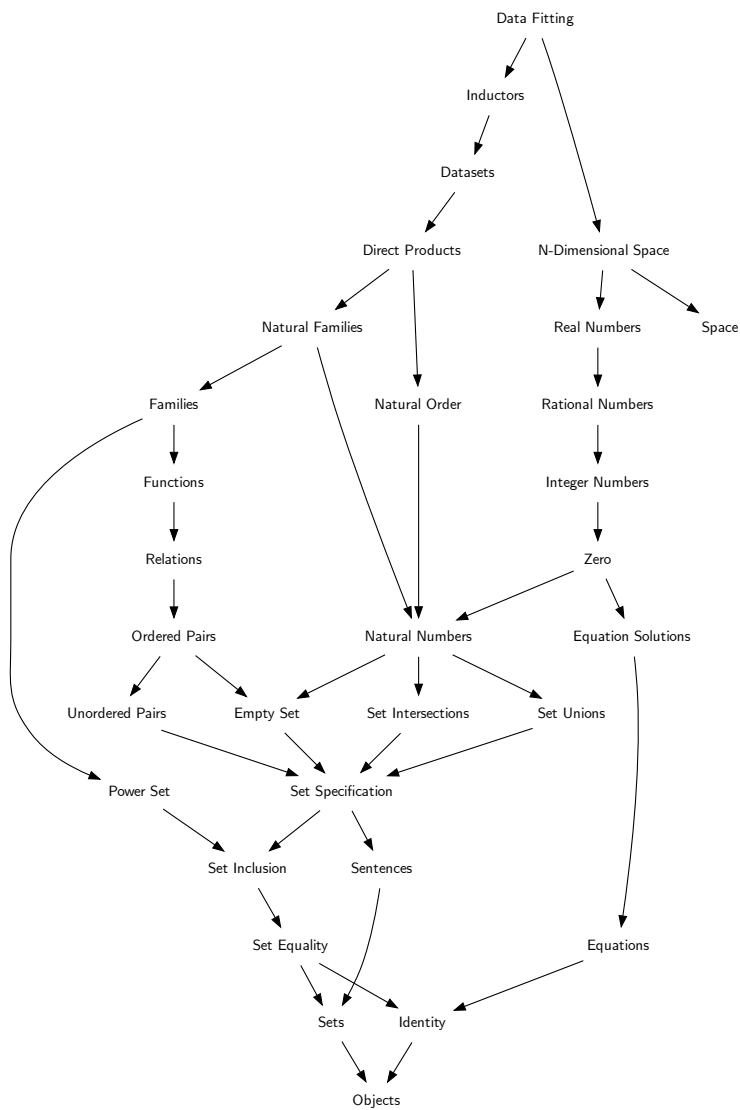 Data Fitting
Inductors
Datasets
Direct Products
N-Dimensional Space
Natural Families
Real Numbers
Space
Families
Natural Order
Rational Numbers
Functions
Integer Numbers
Relations
Zero
Ordered Pairs
Natural Numbers
Equation Solutions
Unordered Pairs
Empty Set
Set Intersections
Set Unions
Power Set
Set Specification
Set Inclusion
Sentences
Set Equality
Equations
Sets
Identity
Objects